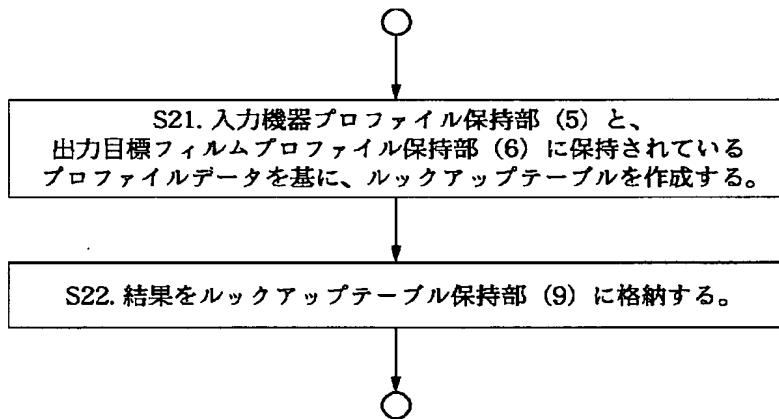 S21. 入力機器プロファイル保持部（5）と、
出力目標フィルムプロファイル保持部（6）に保持されている
プロファイルデータを基に、ルックアップテーブルを作成する。
S22. 結果をルックアップテーブル保持部（9）に格納する。